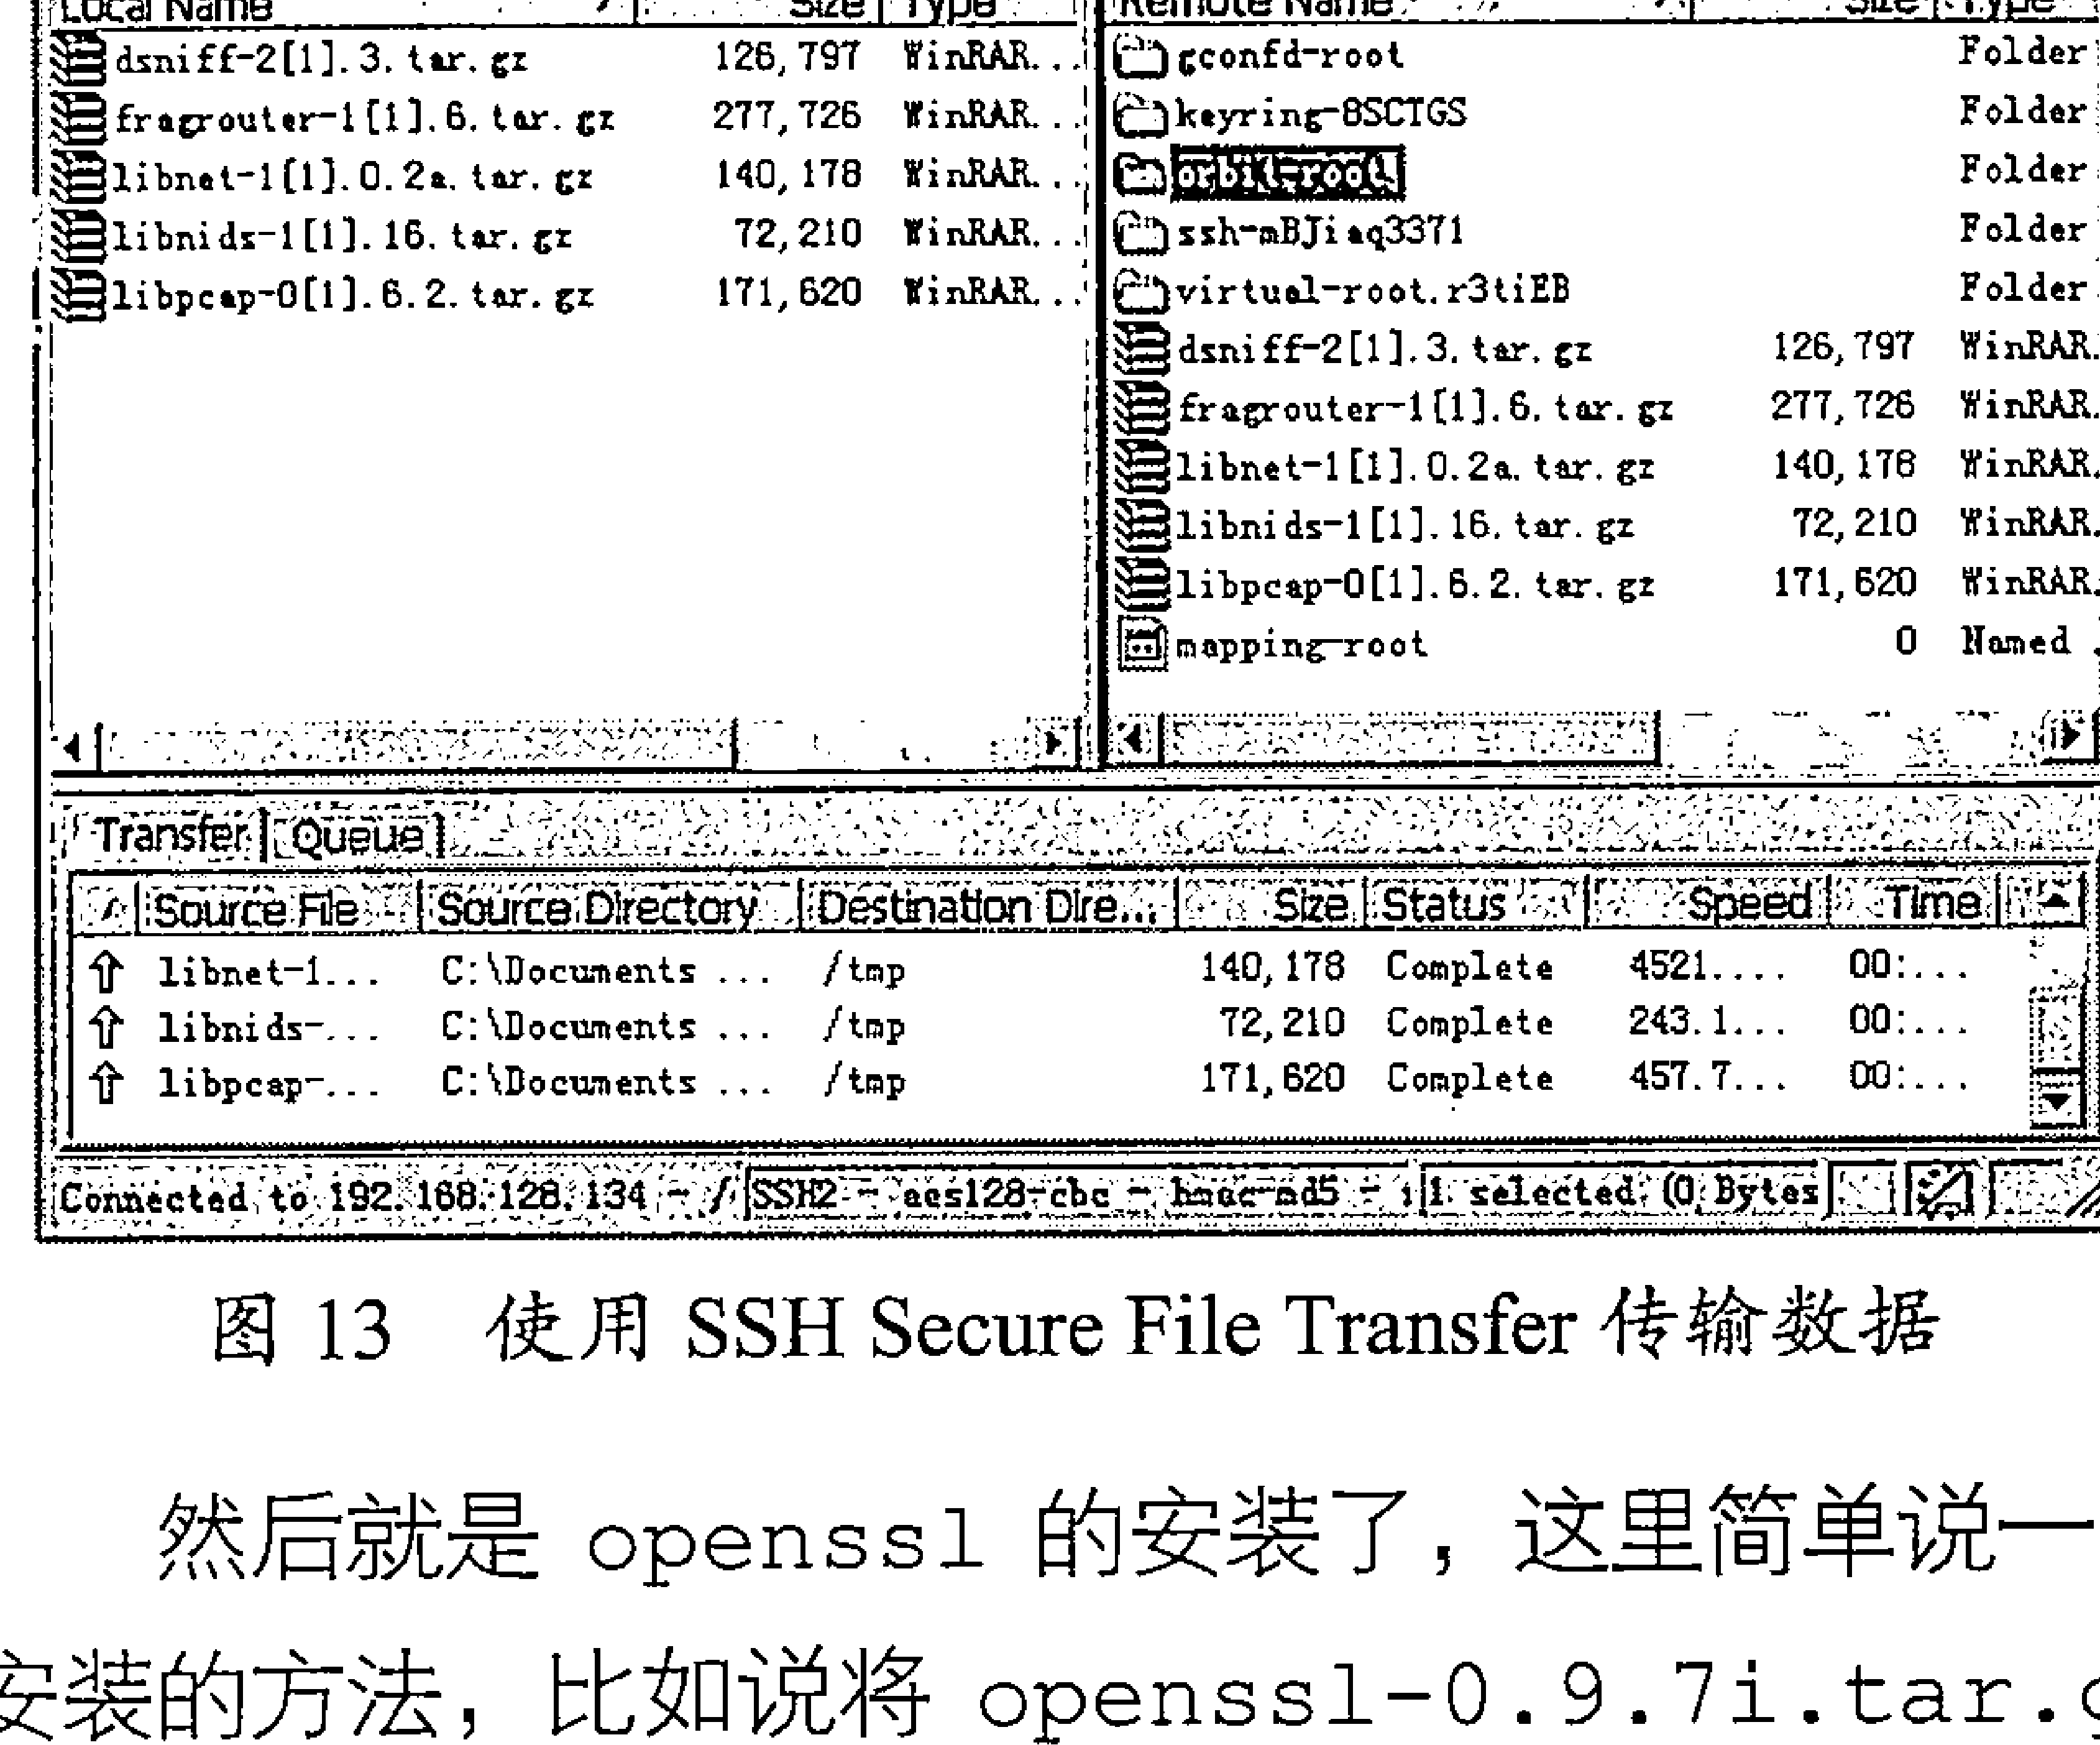 Local Name Size Type
dsniff-2[1].3.tar.gz 126,797 WinRAR...
fragrouter-1[1].6.tar.gz 277,726 WinRAR...
libnet-1[1].0.2a.tar.gz 140,178 WinRAR...
libnids-1[1].16.tar.gz 72,210 WinRAR...
libpcap-0[1].6.2.tar.gz 171,620 WinRAR...
Remote Name Size Type
gconfd-root Folder
keyring-8SCTGS Folder
orbit-root Folder
ssh-mBJiaq3371 Folder
virtual-root.r3tiEB Folder
dsniff-2[1].3.tar.gz 126,797 WinRAR.
fragrouter-1[1].6.tar.gz 277,726 WinRAR.
libnet-1[1].0.2a.tar.gz 140,178 WinRAR.
libnids-1[1].16.tar.gz 72,210 WinRAR.
libpcap-0[1].6.2.tar.gz 171,620 WinRAR.
mapping-root 0 Named .
Transfer Queue
Source File Source Directory Destination Dire... Size Status Speed Time
libnet-1... C:\Documents ... /tmp 140,178 Complete 4521.... 00:...
libnids-... C:\Documents ... /tmp 72,210 Complete 243.1... 00:...
libpcap-... C:\Documents ... /tmp 171,620 Complete 457.7... 00:...
Connected to 192.168.128.134 - / SSH2 - aes128-cbc - hmac-md5 - 1 selected (0 Bytes
图 13 使用 SSH Secure File Transfer 传输数据
然后就是 openssl 的安装了，这里简单说一
安装的方法，比如说将 openssl-0.9.7i.tar.g